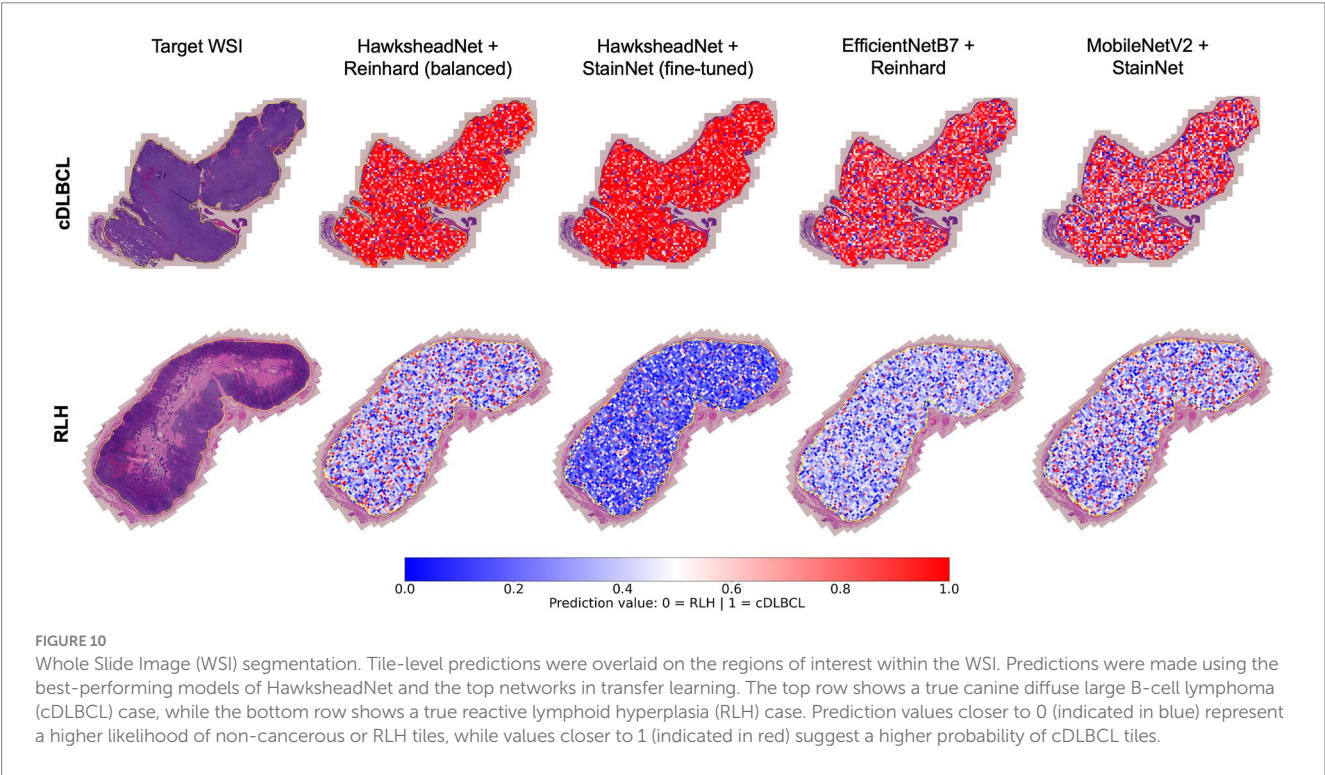 Target WSI
HawksheadNet +
Reinhard (balanced)
HawksheadNet +
StainNet (fine-tuned)
EfficientNetB7 +
Reinhard
MobileNetV2 +
StainNet
cDLBCL
RLH
0.0 0.2 0.4 0.6 0.8 1.0
Prediction value: 0 = RLH | 1 = cDLBCL
FIGURE 10
Whole Slide Image (WSI) segmentation. Tile-level predictions were overlaid on the regions of interest within the WSI. Predictions were made using the
best-performing models of HawksheadNet and the top networks in transfer learning. The top row shows a true canine diffuse large B-cell lymphoma
(cDLBCL) case, while the bottom row shows a true reactive lymphoid hyperplasia (RLH) case. Prediction values closer to 0 (indicated in blue) represent
a higher likelihood of non-cancerous or RLH tiles, while values closer to 1 (indicated in red) suggest a higher probability of cDLBCL tiles.